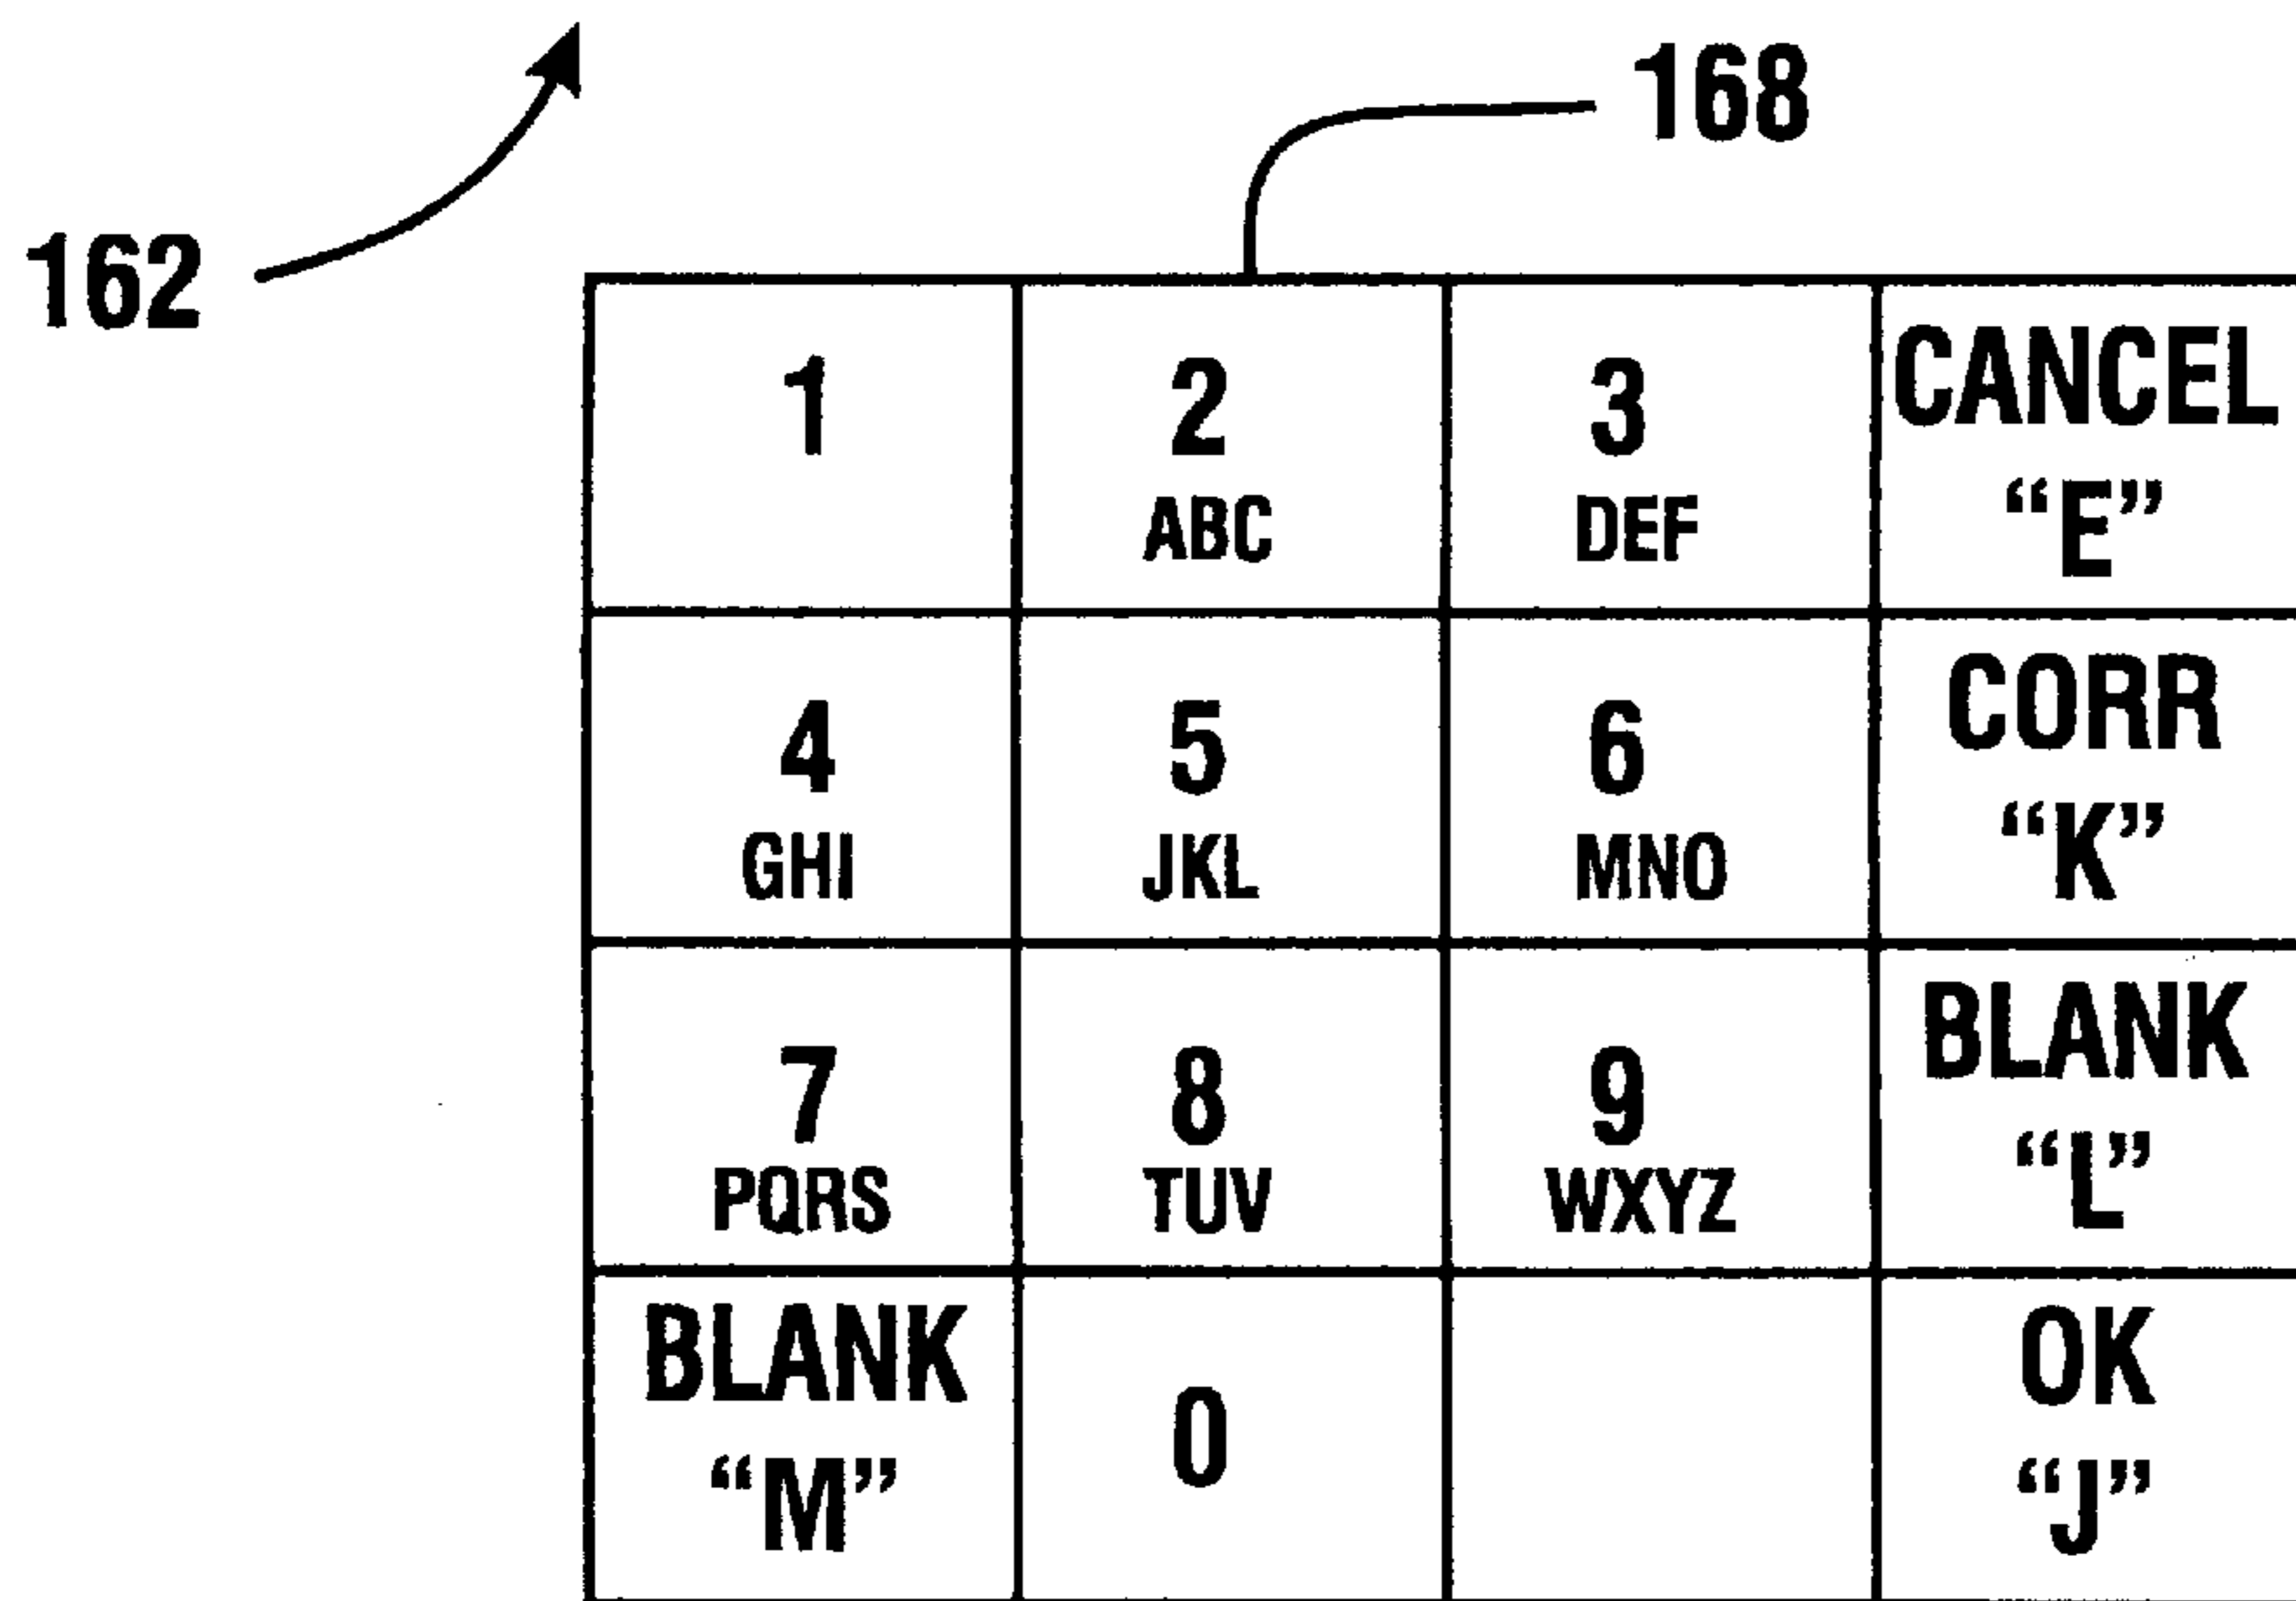 168
162
1 2 3 CANCEL
ABC DEF “E”
4 5 6 CORR
GHI JKL MNO “K”
7 8 9 BLANK
PQRS TUV WXYZ “L”
BLANK 0 OK
“M” “J”